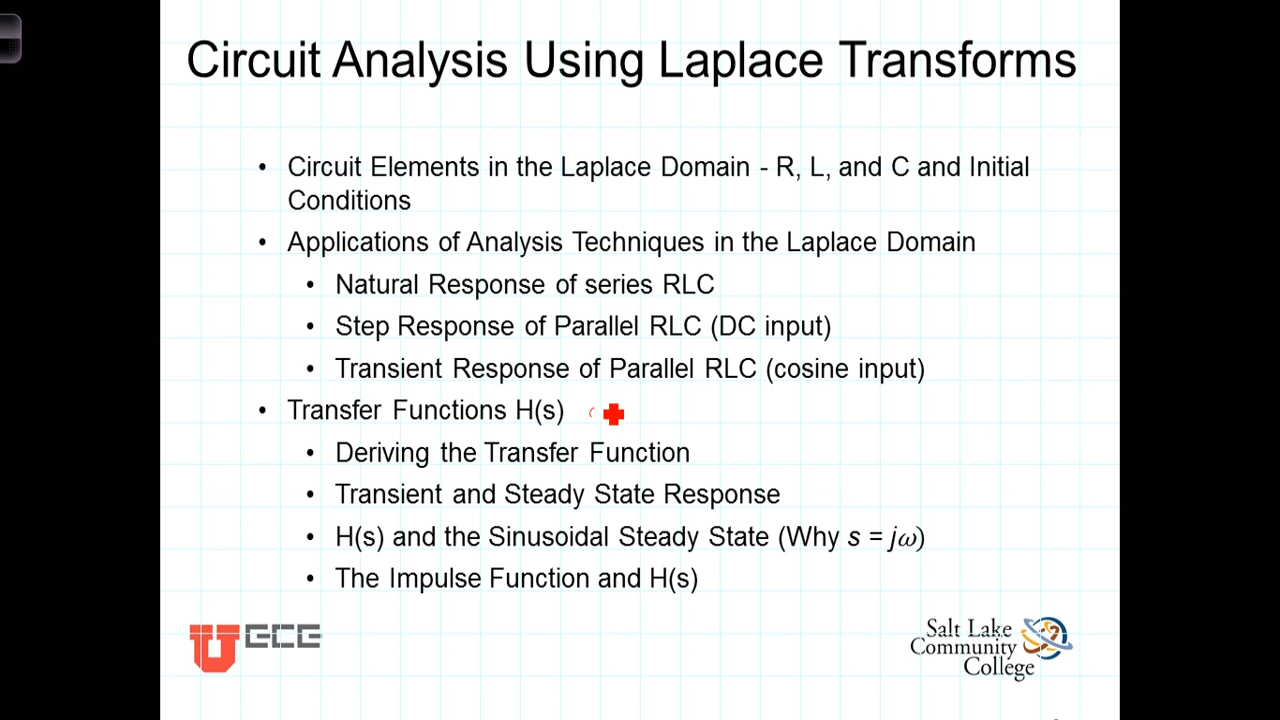 Circuit Analysis Using Laplace Transforms
• Circuit Elements in the Laplace Domain - R, L, and C and Initial
Conditions
• Applications of Analysis Techniques in the Laplace Domain
• Natural Response of series RLC
• Step Response of Parallel RLC (DC input)
• Transient Response of Parallel RLC (cosine input)
• Transfer Functions H(s)
• Deriving the Transfer Function
• Transient and Steady State Response
• H(s) and the Sinusoidal Steady State (Why s = jω)
• The Impulse Function and H(s)
U ECE
Salt Lake
Community
College